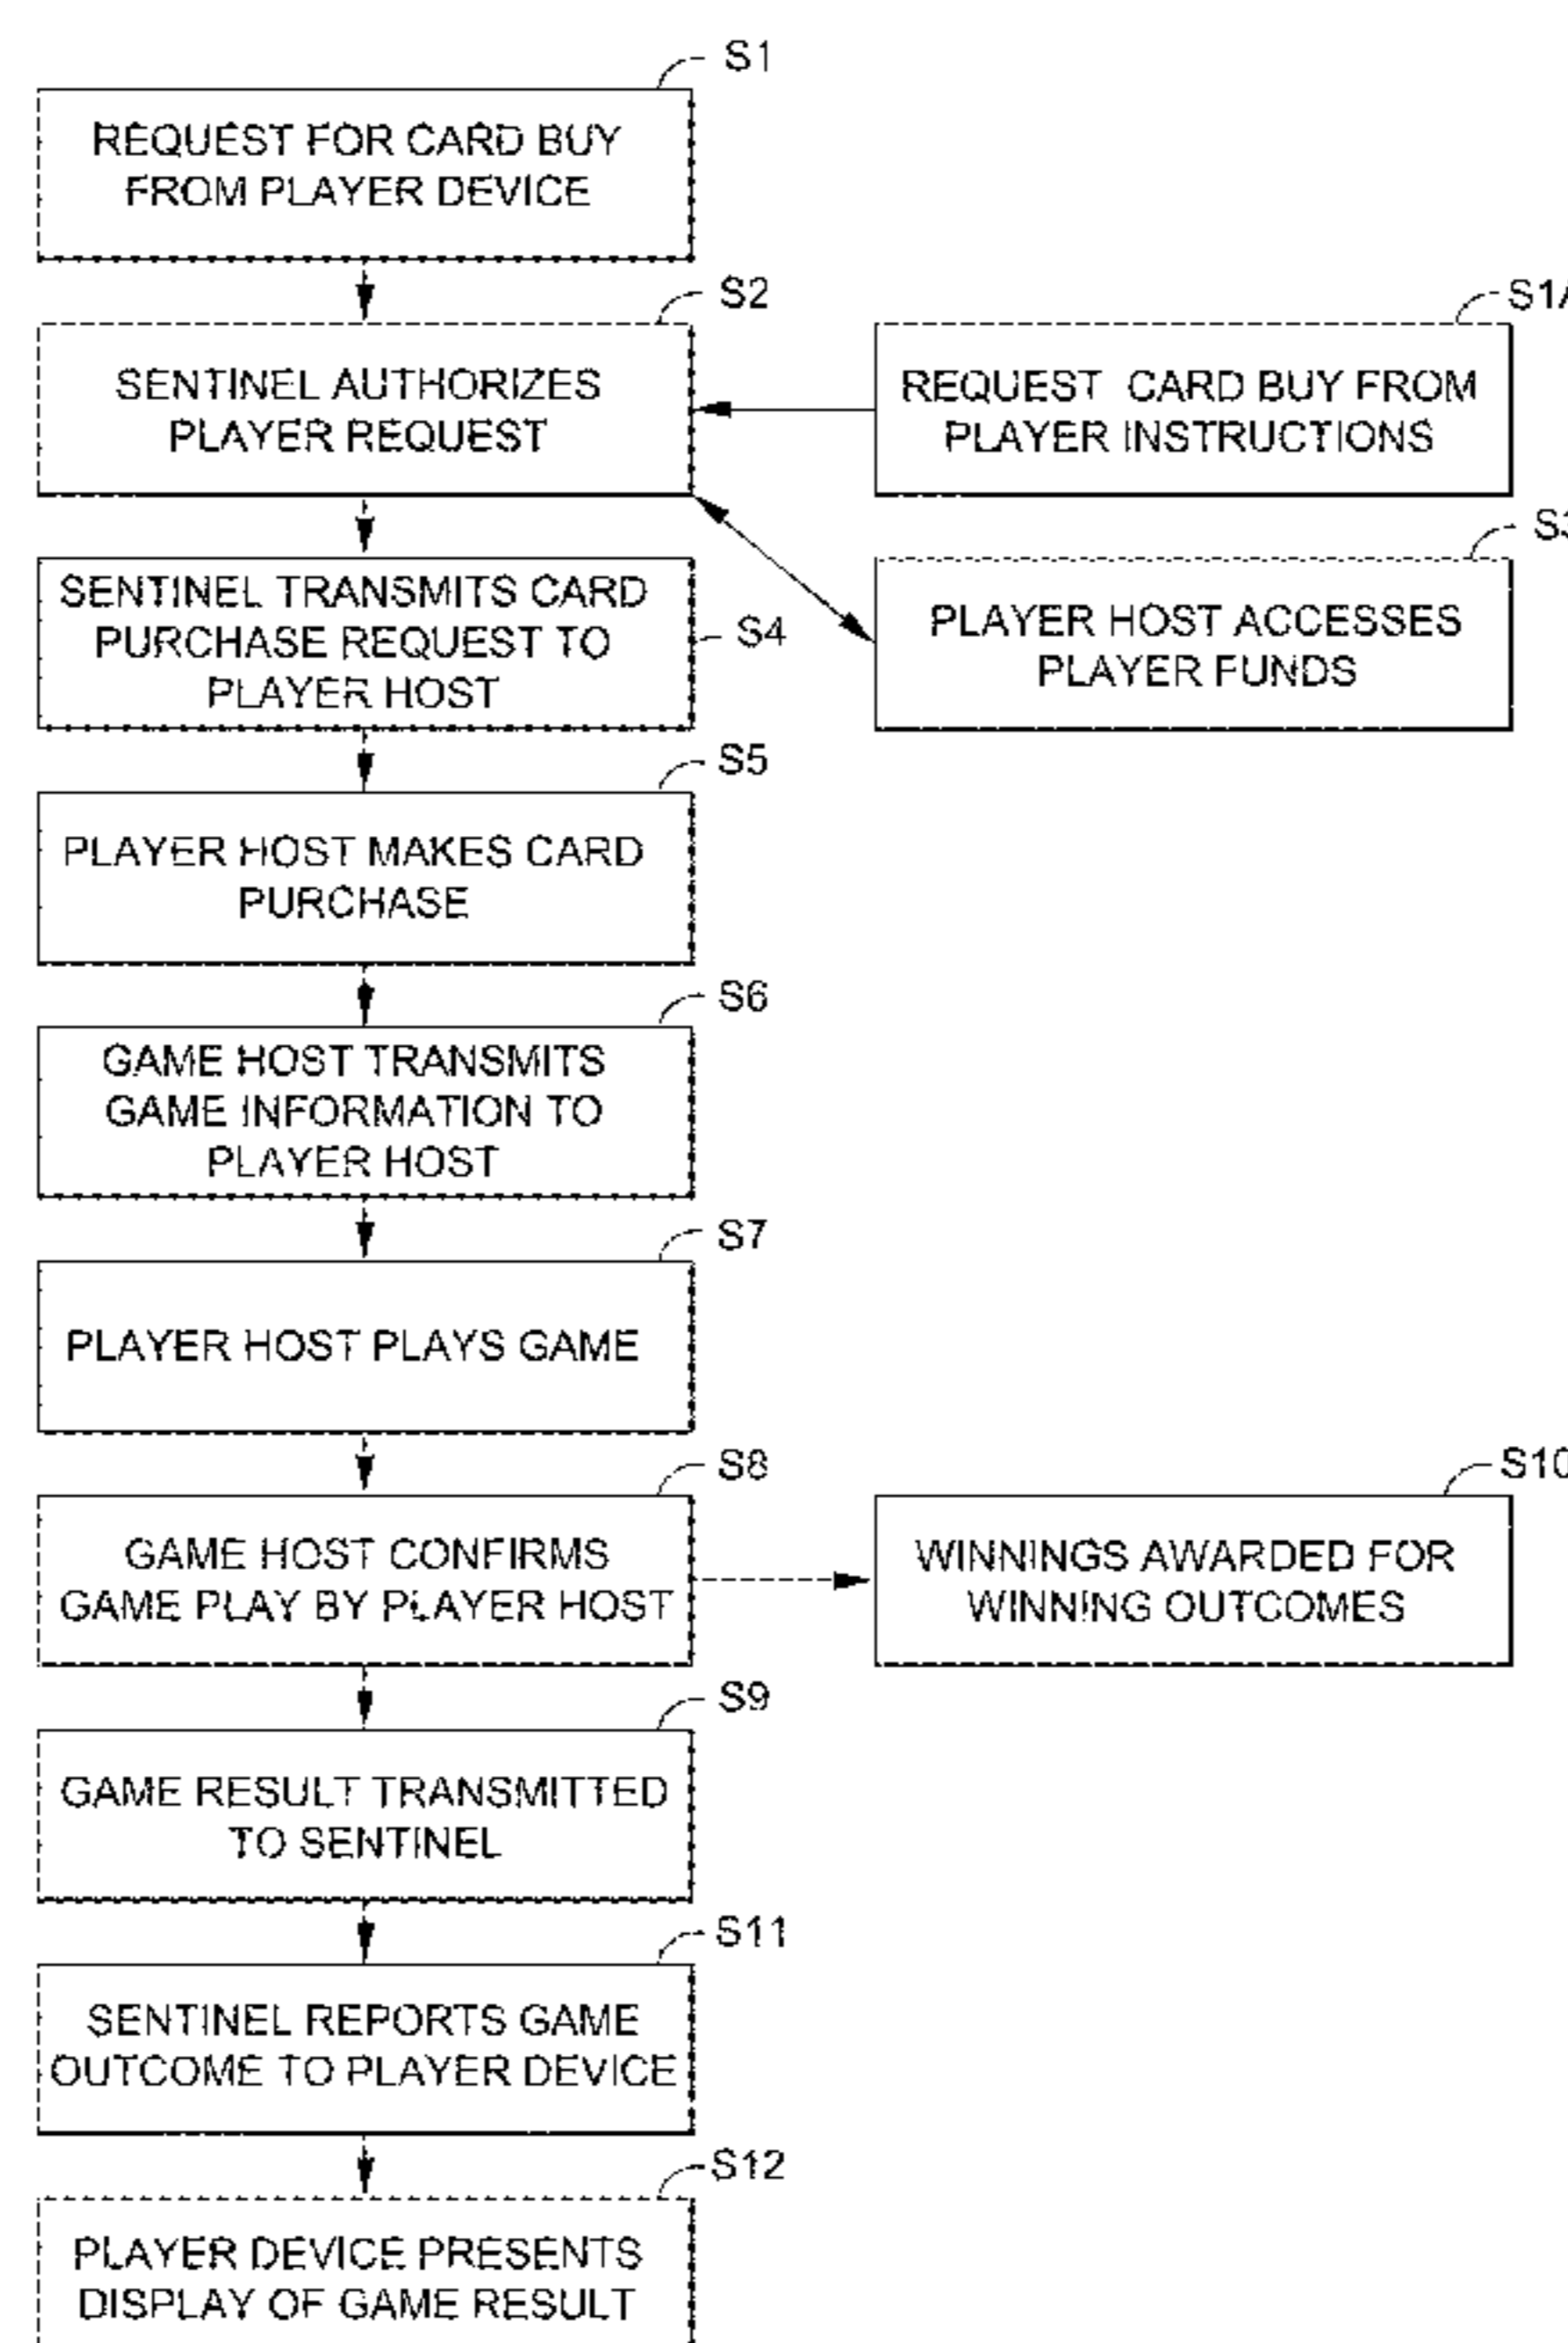 S1
REQUEST FOR CARD BUY
FROM PLAYER DEVICE
S2
SENTINEL AUTHORIZES
PLAYER REQUEST
S1A
REQUEST CARD BUY FROM
PLAYER INSTRUCTIONS
S3
PLAYER HOST ACCESSES
PLAYER FUNDS
SENTINEL TRANSMITS CARD
PURCHASE REQUEST TO
PLAYER HOST
S4
S5
PLAYER HOST MAKES CARD
PURCHASE
S6
GAME HOST TRANSMITS
GAME INFORMATION TO
PLAYER HOST
S7
PLAYER HOST PLAYS GAME
S8
GAME HOST CONFIRMS
GAME PLAY BY PLAYER HOST
S10
WINNINGS AWARDED FOR
WINNING OUTCOMES
S9
GAME RESULT TRANSMITTED
TO SENTINEL
S11
SENTINEL REPORTS GAME
OUTCOME TO PLAYER DEVICE
S12
PLAYER DEVICE PRESENTS
DISPLAY OF GAME RESULT